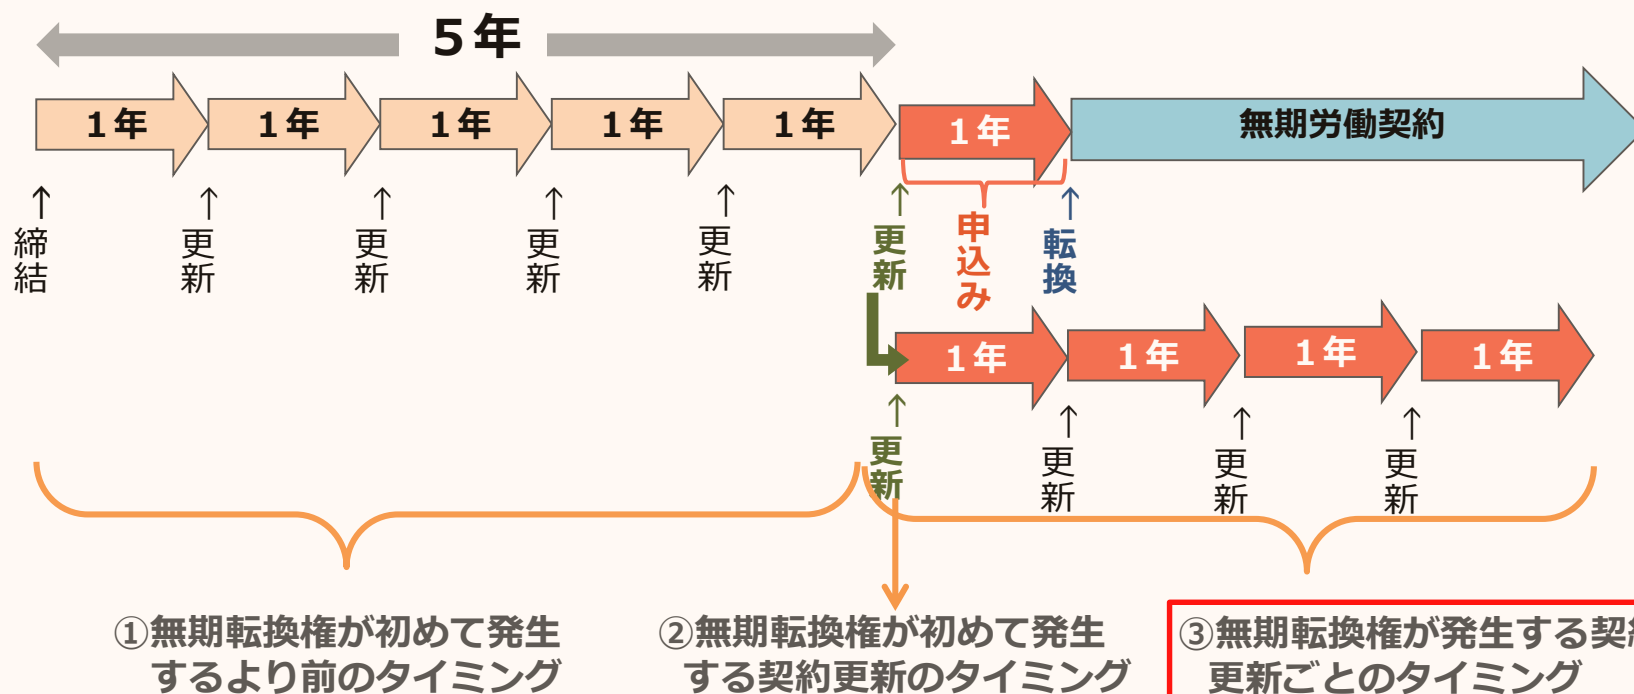 ５年
１年
１年
１年
１年
１年
１年
無期労働契約
締結
更新
更新
更新
更新
更新
申込み
転換
１年
１年
１年
１年
更新
更新
更新
更新
①無期転換権が初めて発生
するより前のタイミング
②無期転換権が初めて発生
する契約更新のタイミング
③無期転換権が発生する契約
更新ごとのタイミング